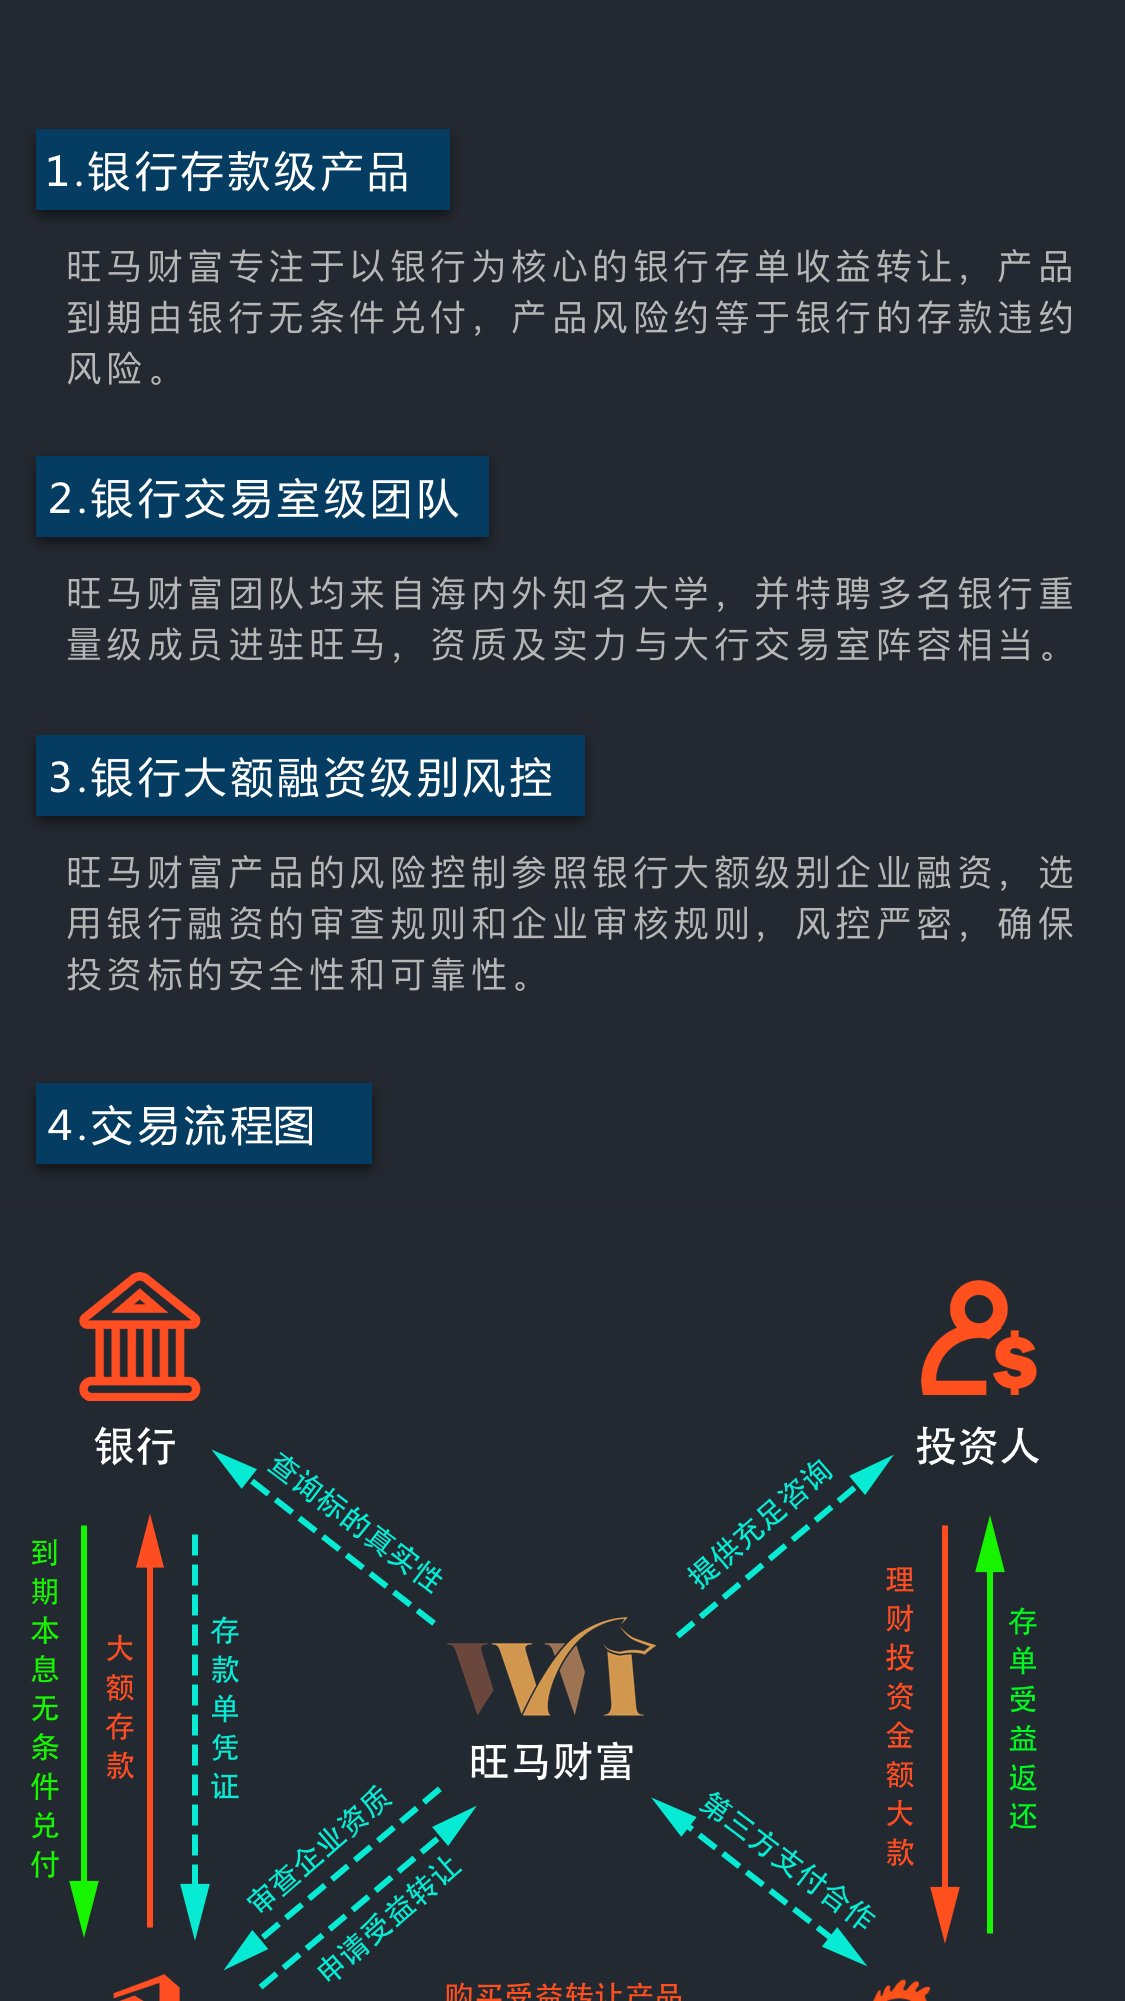 1.银行存款级产品
旺马财富专注于以银行为核心的银行存单收益转让，产品
到期由银行无条件兑付，产品风险约等于银行的存款违约
风险。
2.银行交易室级团队
旺马财富团队均来自海内外知名大学，并特聘多名银行重
量级成员进驻旺马，资质及实力与大行交易室阵容相当。
3.银行大额融资级别风控
旺马财富产品的风险控制参照银行大额级别企业融资，选
用银行融资的审查规则和企业审核规则，风控严密，确保
投资标的安全性和可靠性。
4.交易流程图
银行
投资人
查询标的真实性
提供充足咨询
到期本息无条件兑付
大额存款
存款单凭证
理财投资金额大款
存单受益返还
旺马财富
审查企业资质
申请受益转让
第三方支付合作
购买受益转让产品